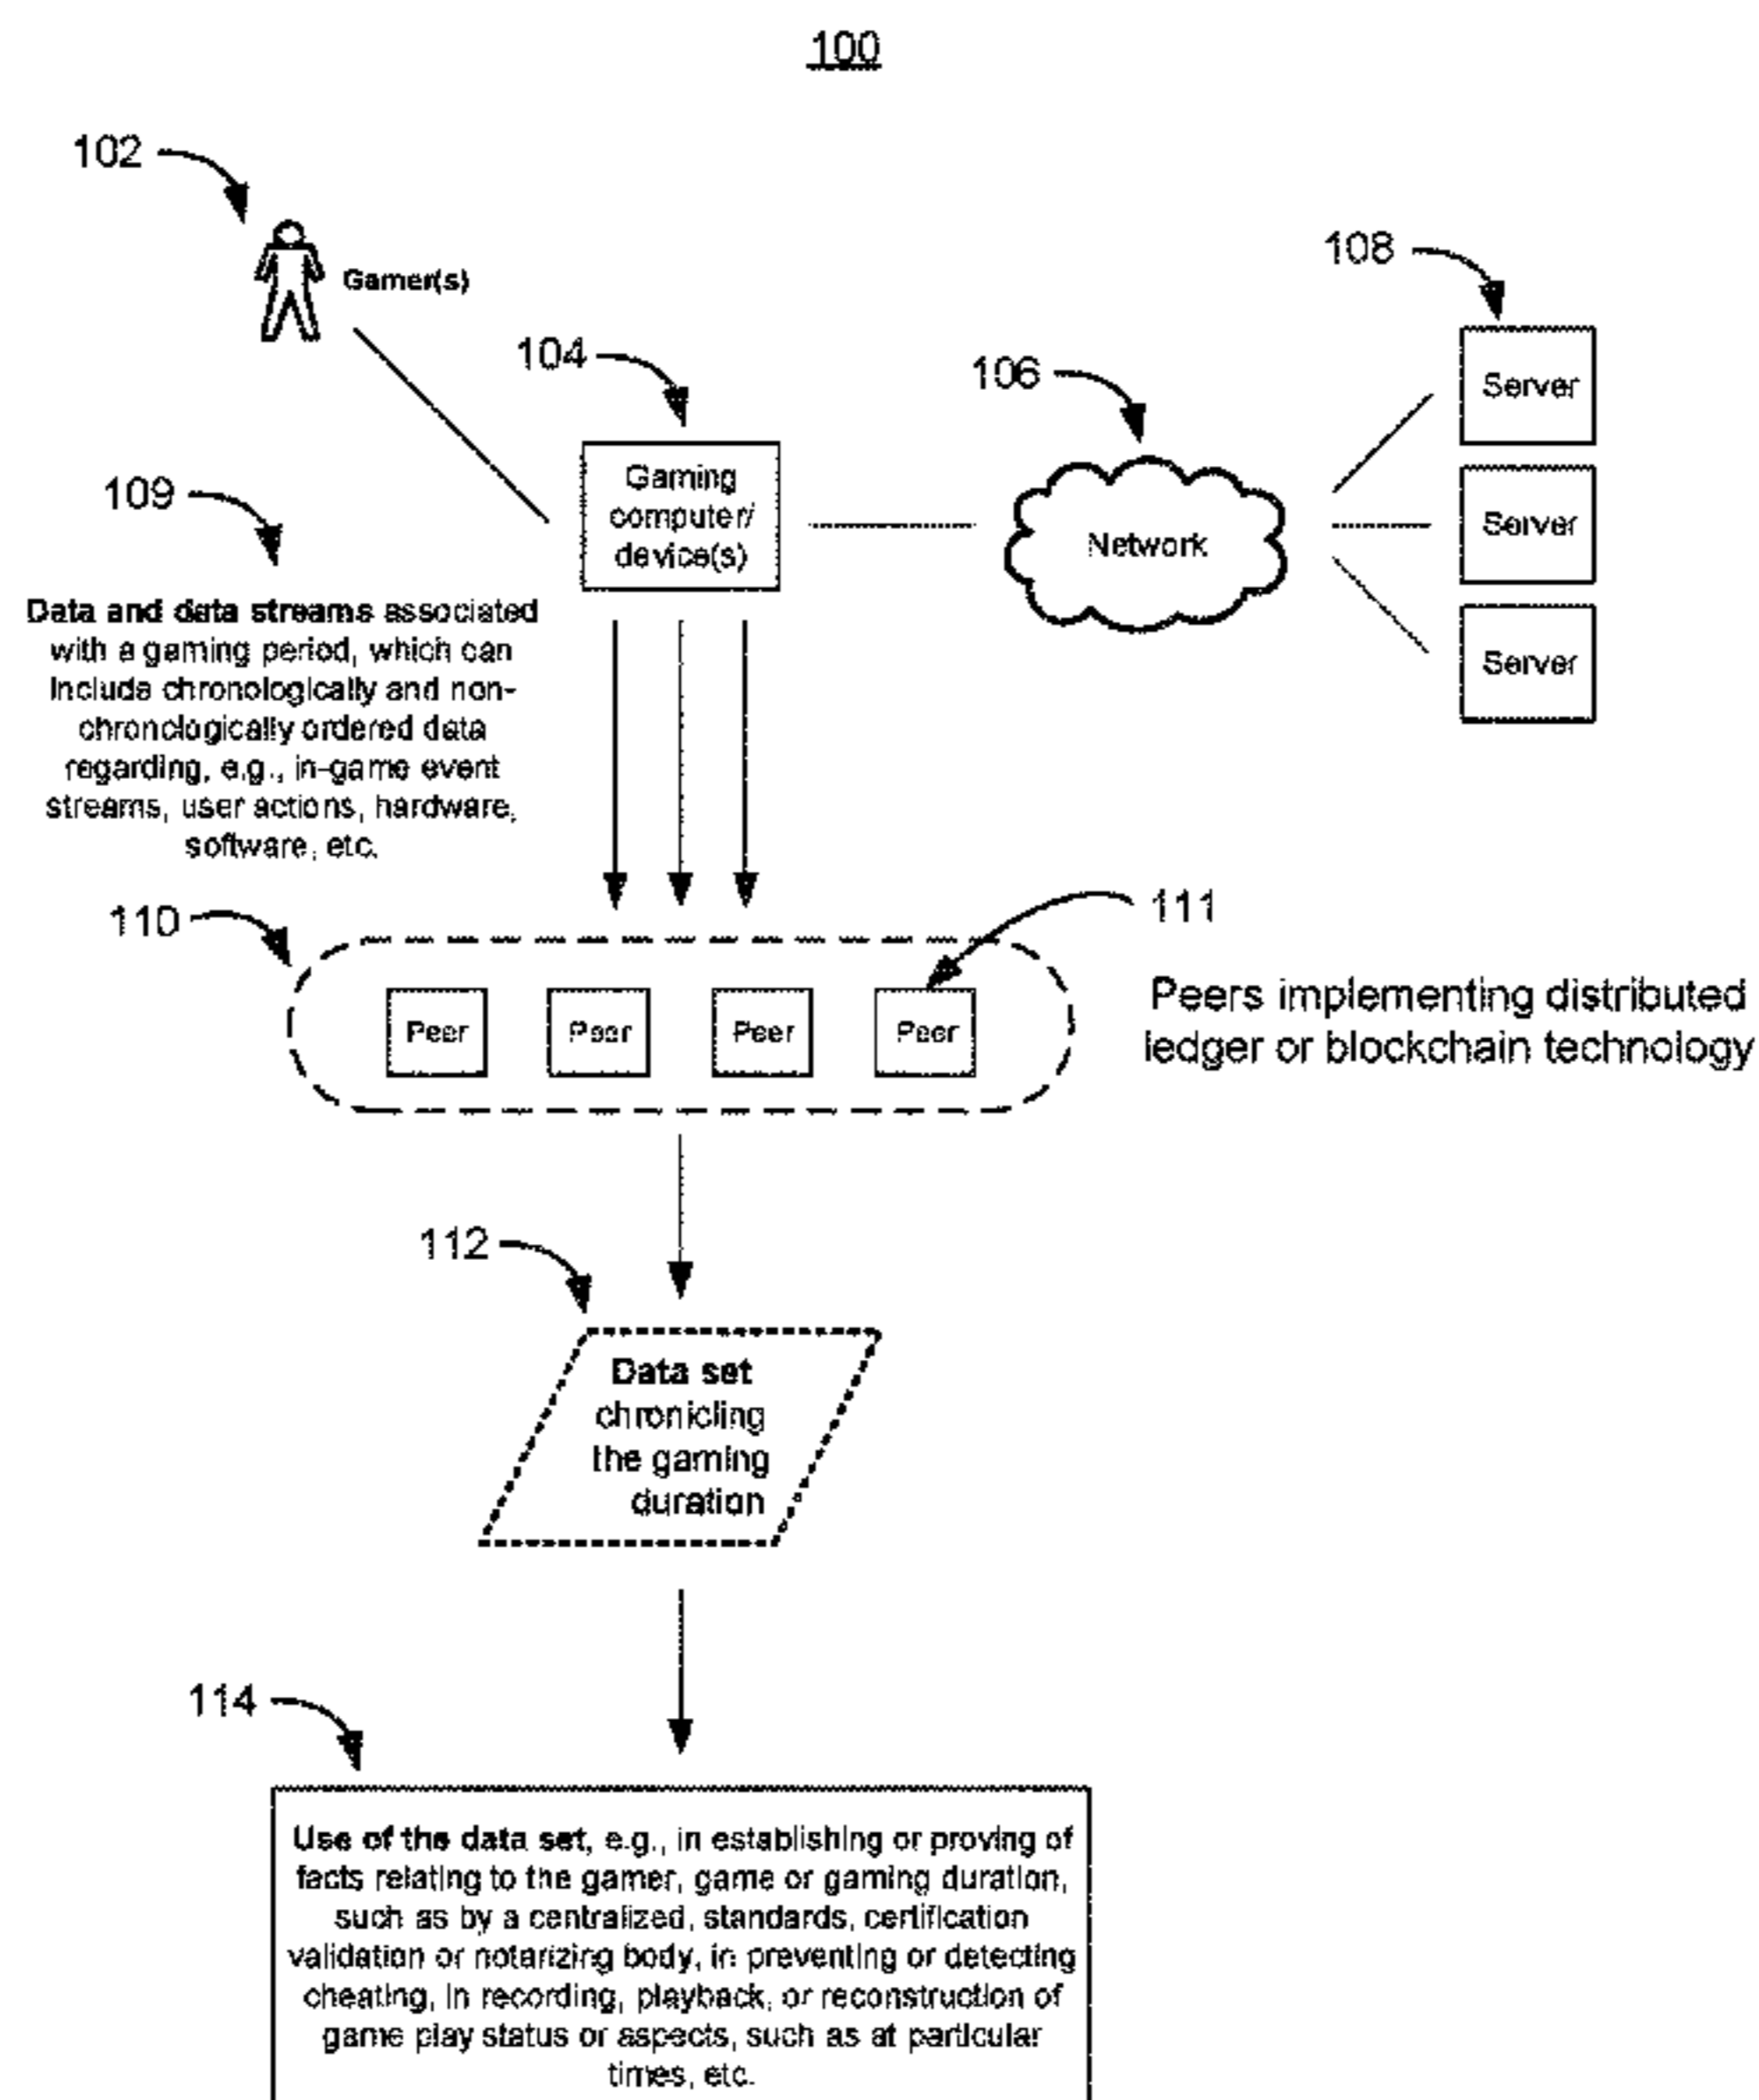 100
102
Gamer(s)
108
104
106
Server
Gaming
computer/
device(s)
Network
Server
Server
109
Data and data streams associated
with a gaming period, which can
include chronologically and non-
chronologically ordered data
regarding, e.g., in-game event
streams, user actions, hardware,
software, etc.
110
111
Peer
Peer
Peer
Peer
Peers implementing distributed
ledger or blockchain technology
112
Data set
chronicling
the gaming
duration
114
Use of the data set, e.g., in establishing or proving of
facts relating to the gamer, game or gaming duration,
such as by a centralized, standards, certification
validation or notarizing body, in preventing or detecting
cheating, in recording, playback, or reconstruction of
game play status or aspects, such as at particular
times, etc.